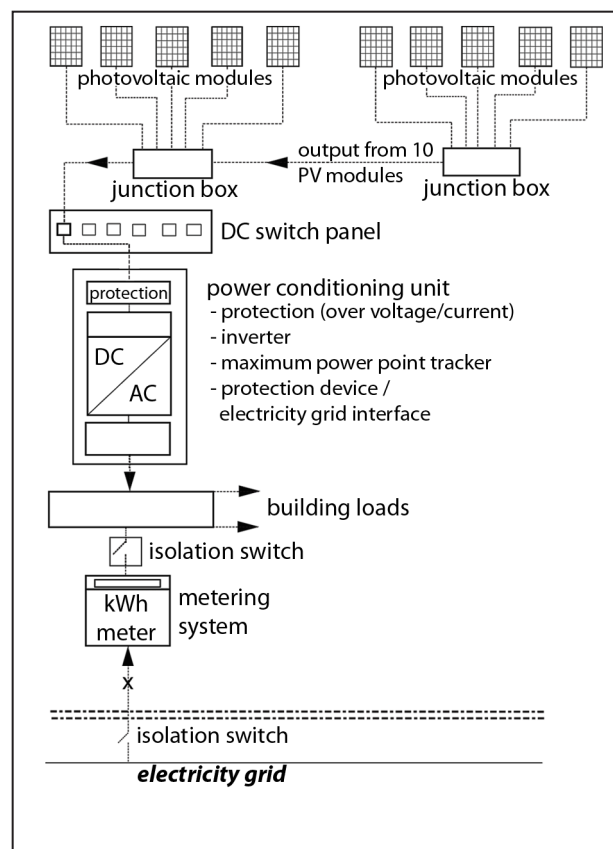 photovoltaic modules
photovoltaic modules
output from 10
PV modules
junction box
junction box
DC switch panel
protection
power conditioning unit
- protection (over voltage/current)
- inverter
- maximum power point tracker
- protection device /
electricity grid interface
DC
AC
building loads
isolation switch
kWh
meter
metering
system
x
isolation switch
electricity grid